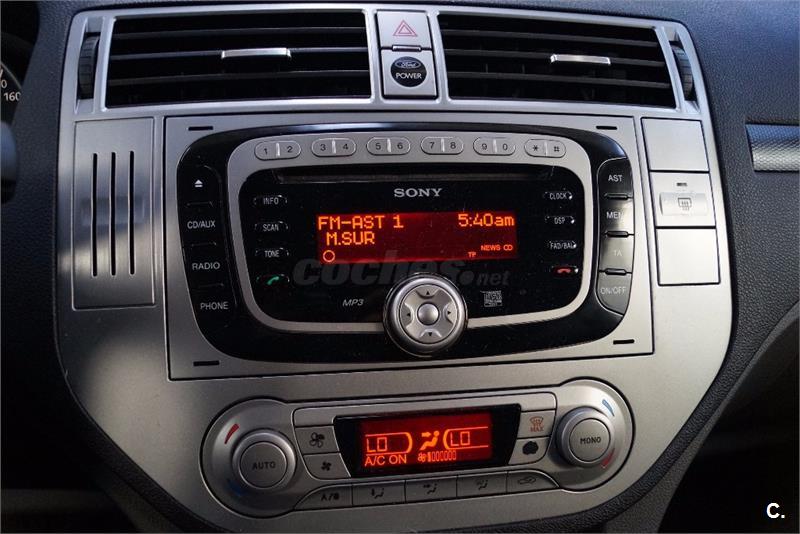 160
Ford
POWER
1 2 3 4 5 6 7 8 9 0 * #
SONY
INFO
SCAN
TONE
CD/AUX
RADIO
PHONE
FM-AST 1 5:40am
M.SUR
NEWS CD
TP
CLOCK
DSP
FAD/BAL
AST
MENU
TA
ON/OFF
coches.net
MP3
LO LO
A/C ON
AUTO
MONO
MAX
A/C
C.